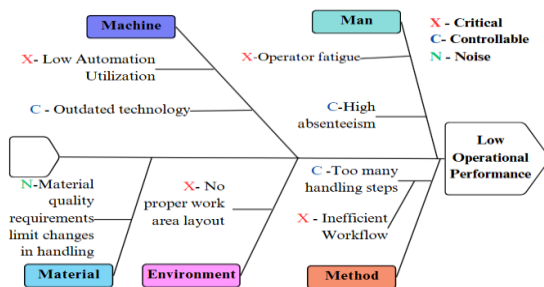 Machine
X- Low Automation
Utilization
C - Outdated technology
Man
X-Operator fatigue
C-High
absenteeism
X - Critical
C- Controllable
N - Noise
Low
Operational
Performance
N-Material
quality
requirements
limit changes
in handling
Material
X- No
proper work
area layout
Environment
C -Too many
handling steps
X - Inefficient
Workflow
Method